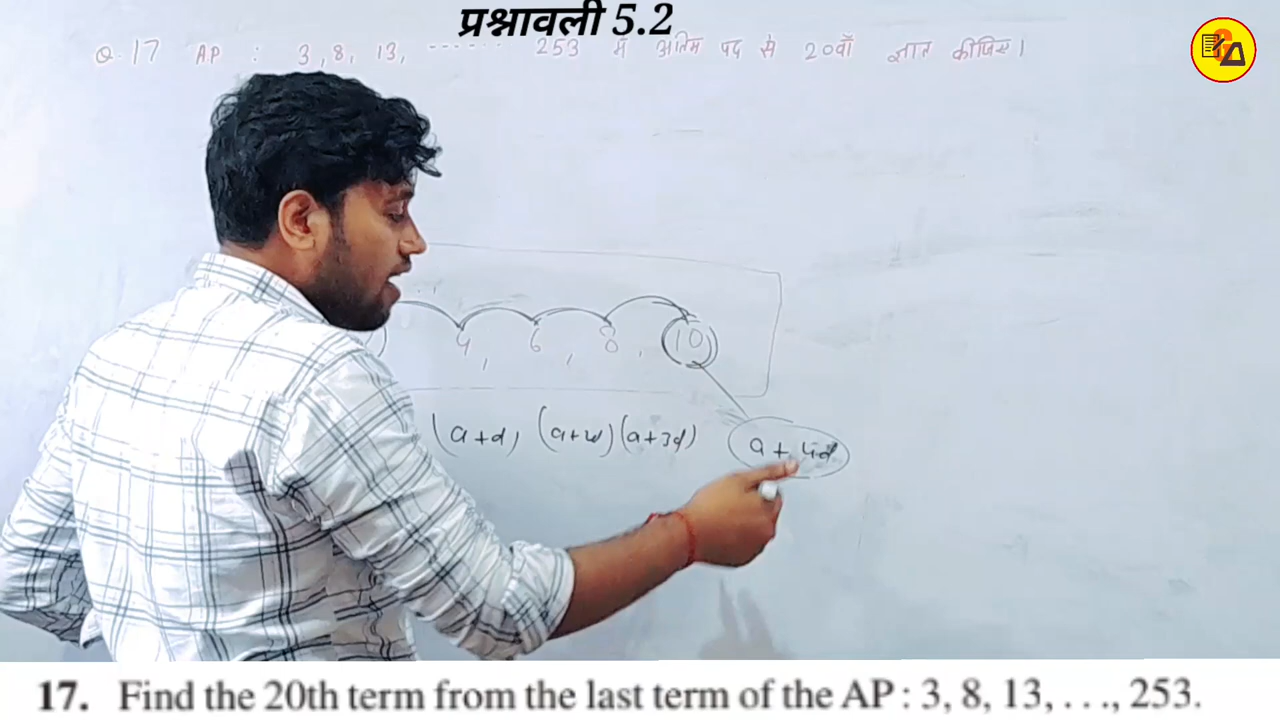 प्रश्नावली 5.2
Q.17 AP : 3, 8, 13, ------- 253 में अंतिम पद से 20वाँ ज्ञात कीजिए।
4, 6, 8, 10
(a+d), (a+2d) (a+3d) a + 4d
17. Find the 20th term from the last term of the AP : 3, 8, 13, . . ., 253.